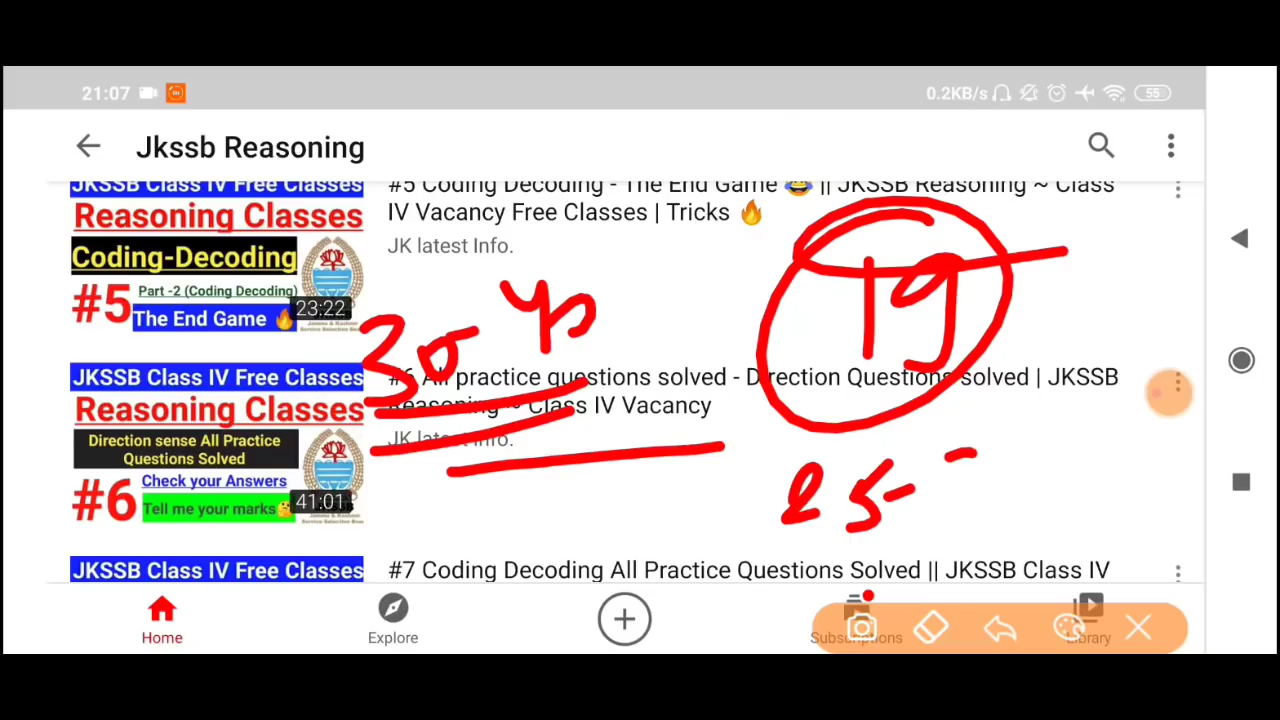 21:07
0.2KB/s
55
Jkssb Reasoning
JKSSB Class IV Free Classes
Reasoning Classes
Coding-Decoding
Part -2 (Coding Decoding)
#5
The End Game 🔥
23:22
#5 Coding Decoding - The End Game 😂 || JKSSB Reasoning ~ Class
IV Vacancy Free Classes | Tricks 🔥
JK latest Info.
19
30
JKSSB Class IV Free Classes
Reasoning Classes
Direction sense All Practice
Questions Solved
#6
Check your Answers
Tell me your marks🤔
41:01
#6 All practice questions solved - Direction Questions solved | JKSSB
Reasoning ~ Class IV Vacancy
JK latest Info.
25
JKSSB Class IV Free Classes
#7 Coding Decoding All Practice Questions Solved || JKSSB Class IV
Home
Explore
Subscriptions
Library